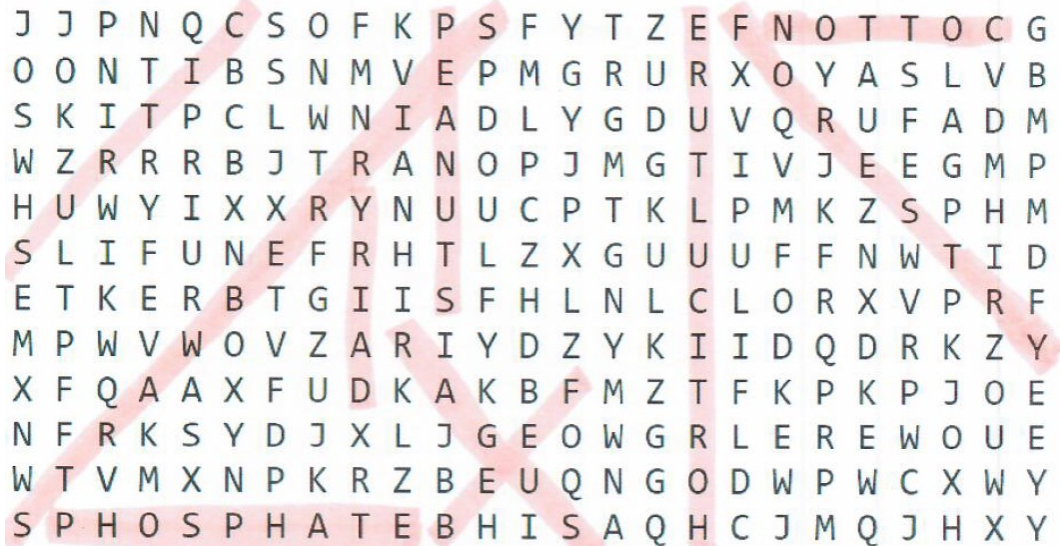 J J P N Q C S O F K P S F Y T Z E F N O T T O C G
O O N T I B S N M V E P M G R U R X O Y A S L V B
S K I T P C L W N I A D L Y G D U V Q R U F A D M
W Z R R R B J T R A N O P J M G T I V J E E G M P
H U W Y I X X R Y N U U C P T K L P M K Z S P H M
S L I F U N E F R H T L Z X G U U U F F N W T I D
E T K E R B T G I I S F H L N L C L O R X V P R F
M P W V W O V Z A R I Y D Z Y K I I D Q D R K Z Y
X F Q A A X F U D K A K B F M Z T F K P K P J O E
N F R K S Y D J X L J G E O W G R L E R E W O U E
W T V M X N P K R Z B E U Q N G O D W P W C X W Y
S P H O S P H A T E B H I S A Q H C J M Q J H X Y